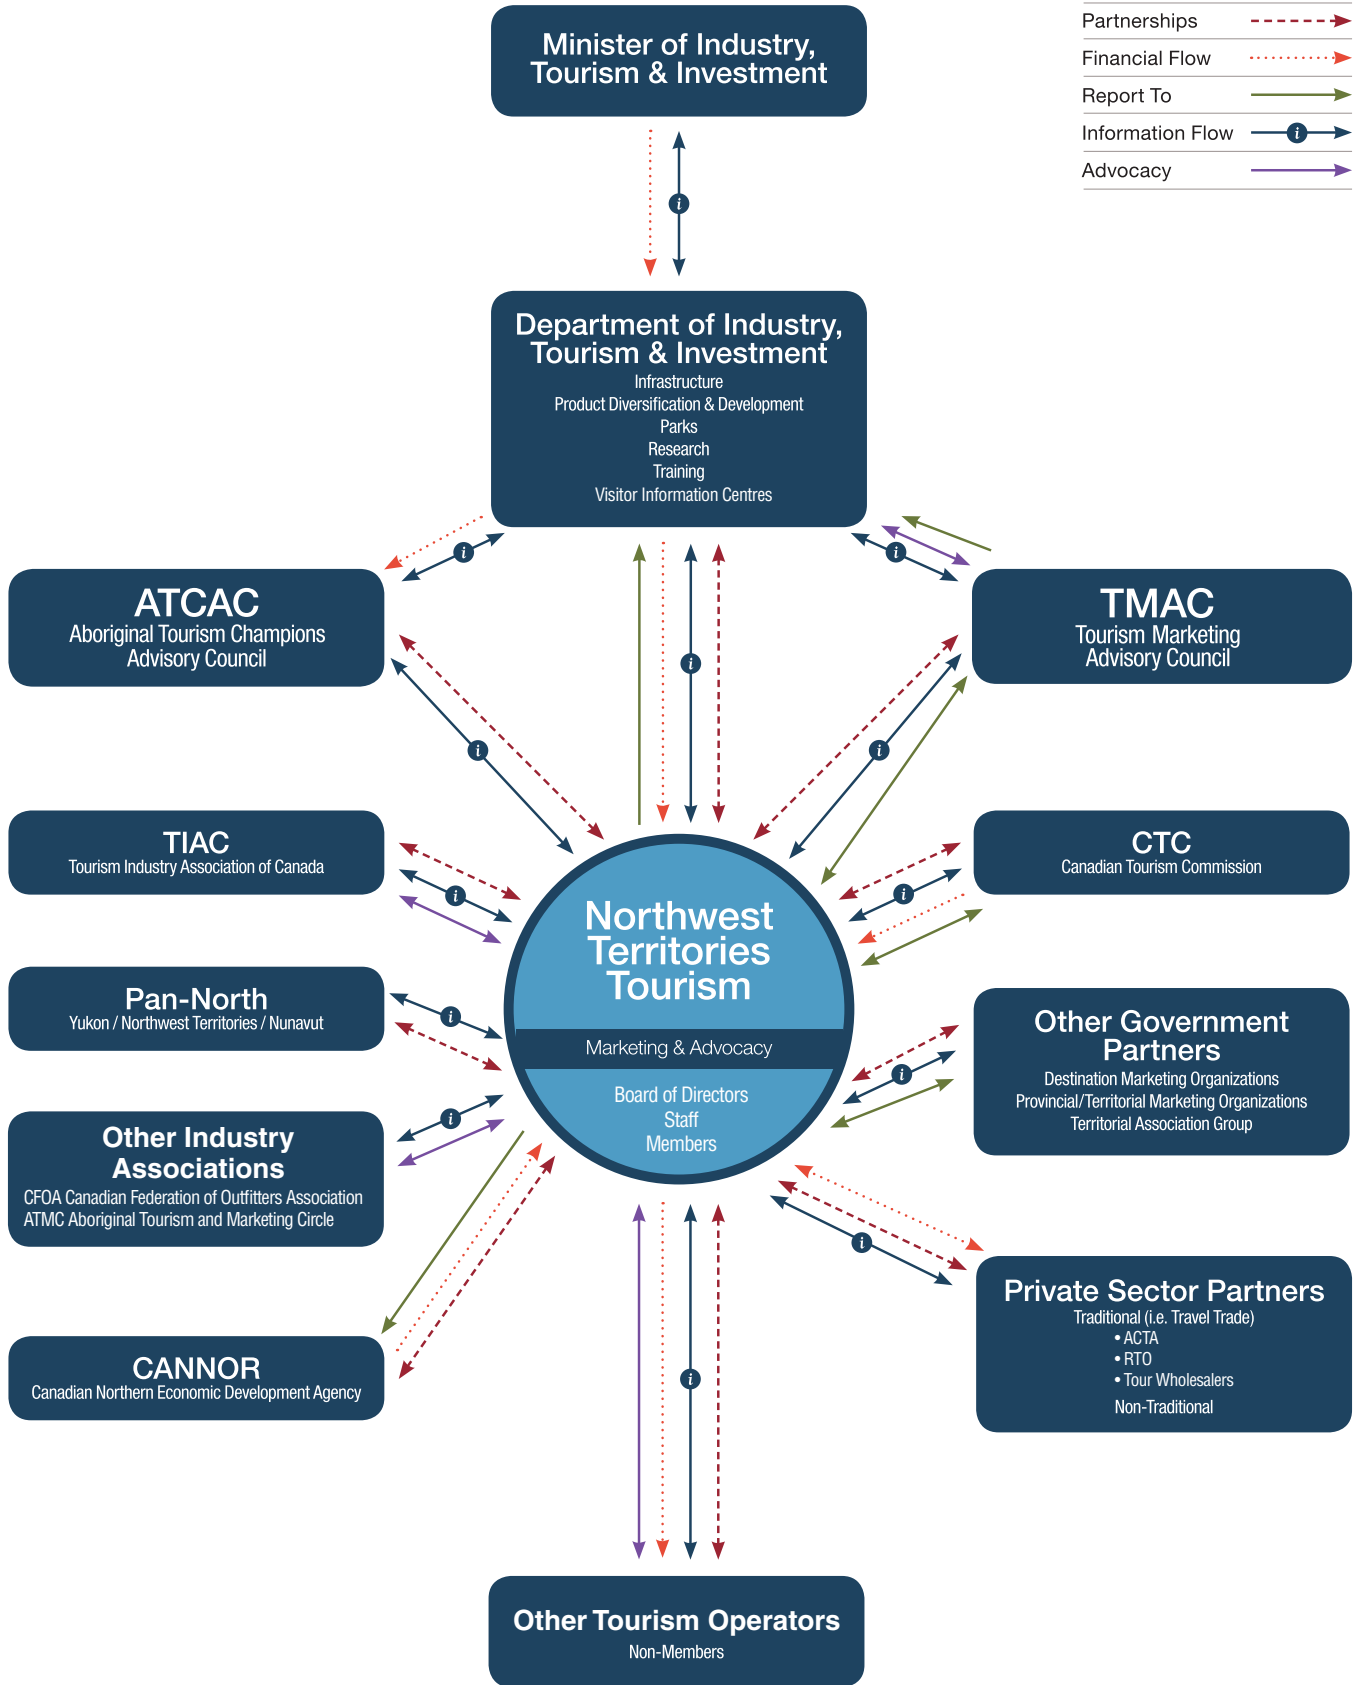 Minister of Industry,
Tourism & Investment
Partnerships
Financial Flow
Report To
Information Flow
i
Advocacy
i
Department of Industry,
Tourism & Investment
Infrastructure
Product Diversification & Development
Parks
Research
Training
Visitor Information Centres
i
i
ATCAC
Aboriginal Tourism Champions
Advisory Council
TMAC
Tourism Marketing
Advisory Council
i
i
i
TIAC
Tourism Industry Association of Canada
CTC
Canadian Tourism Commission
i
i
Northwest
Territories
Tourism
Marketing & Advocacy
Board of Directors
Staff
Members
Pan-North
Yukon / Northwest Territories / Nunavut
i
Other Government
Partners
Destination Marketing Organizations
Provincial/Territorial Marketing Organizations
Territorial Association Group
i
Other Industry
Associations
CFOA Canadian Federation of Outfitters Association
ATMC Aboriginal Tourism and Marketing Circle
i
i
Private Sector Partners
Traditional (i.e. Travel Trade)
• ACTA
• RTO
• Tour Wholesalers
Non-Traditional
CANNOR
Canadian Northern Economic Development Agency
i
Other Tourism Operators
Non-Members